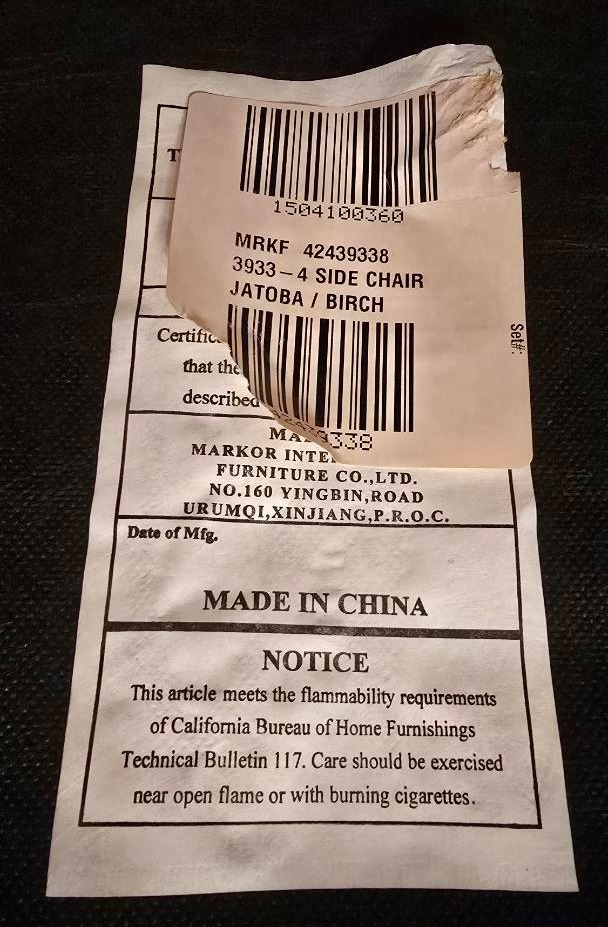 T
1504100360
MRKF 42439338
3933-4 SIDE CHAIR
JATOBA / BIRCH
Set#:
that the
described
338
MARKOR
FURNITURE CO.,LTD.
NO.160 YINGBIN,ROAD
URUMQI,XINJIANG,P.R.O.C.
Date of Mfg.
MADE IN CHINA
NOTICE
This article meets the flammability requirements
of California Bureau of Home Furnishings
Technical Bulletin 117. Care should be exercised
near open flame or with burning cigarettes.